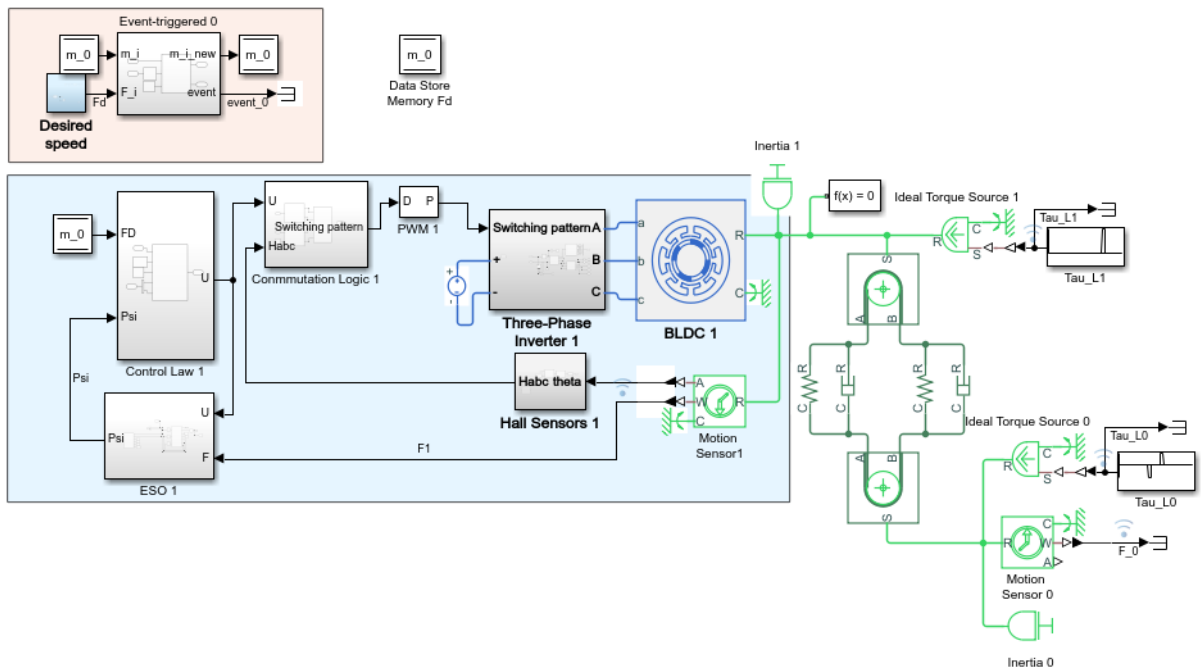 Event-triggered 0
m_0
m_i
m_i_new
m_0
F_i
event
Fd
event_0
Desired
speed
m_0
Data Store
Memory Fd
Inertia 1
f(x) = 0
Ideal Torque Source 1
Tau_L1
C
R
S
Tau_L1
m_0
FD
U
Psi
Control Law 1
U
Switching pattern
Habc
Conmmutation Logic 1
D
P
PWM 1
Switching pattern
A
+
B
-
C
+
-
Three-Phase
Inverter 1
a
b
c
R
C
BLDC 1
S
A
B
R
C
R
C
R
C
R
C
A
B
S
Psi
Habc theta
Hall Sensors 1
A
W
C
R
Motion
Sensor1
U
Psi
F
ESO 1
F1
Ideal Torque Source 0
Tau_L0
C
R
S
Tau_L0
C
R
W
A
F_0
Motion
Sensor 0
Inertia 0